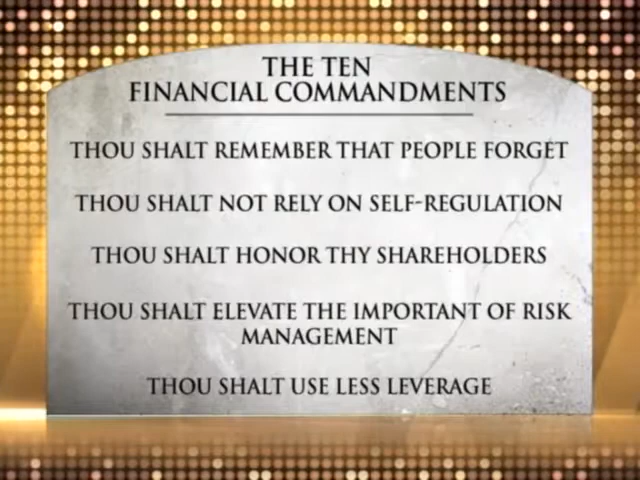 THE TEN
FINANCIAL COMMANDMENTS
THOU SHALT REMEMBER THAT PEOPLE FORGET
THOU SHALT NOT RELY ON SELF-REGULATION
THOU SHALT HONOR THY SHAREHOLDERS
THOU SHALT ELEVATE THE IMPORTANT OF RISK
MANAGEMENT
THOU SHALT USE LESS LEVERAGE